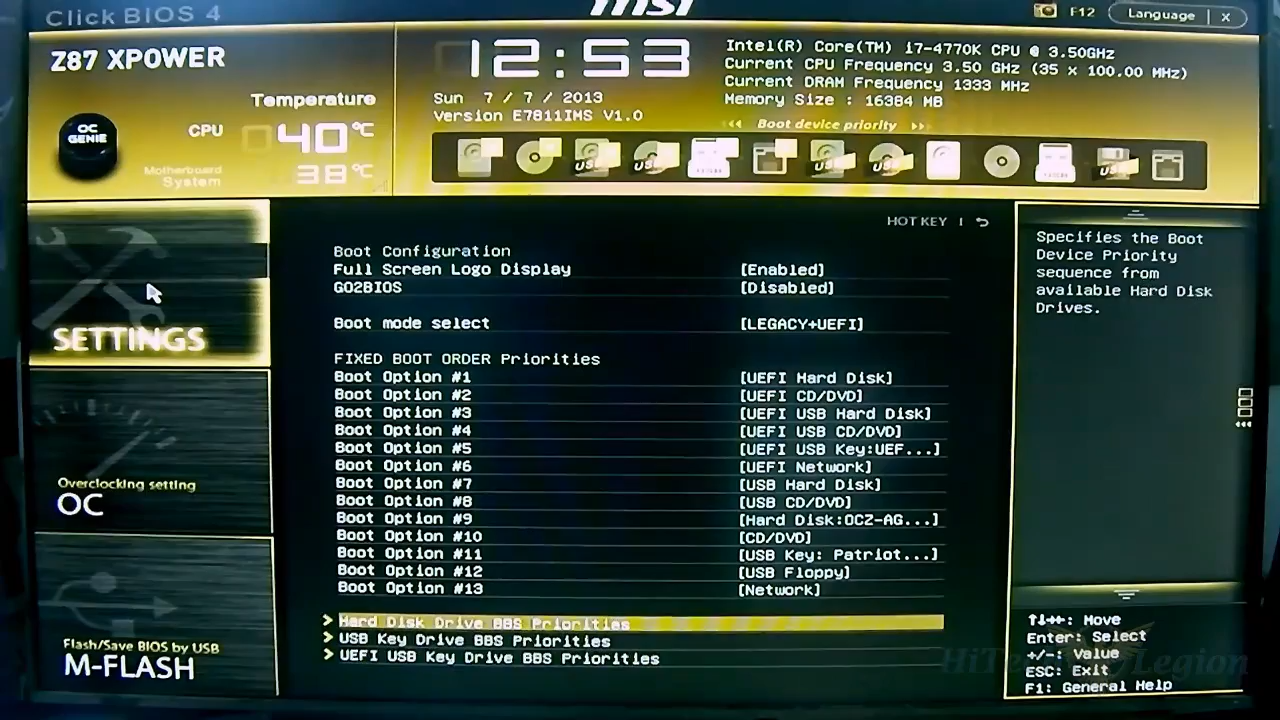 Click BIOS 4
msi
F12
Language | X
Z87 XPOWER
OC
GENIE
Temperature
CPU
40°C
Motherboard
System
38°C
12:53
Sun 7 / 7 / 2013
Version E7811IMS V1.0
Intel(R) Core(TM) i7-4770K CPU @ 3.50GHz
Current CPU Frequency 3.50 GHz (35 x 100.00 MHz)
Current DRAM Frequency 1333 MHz
Memory Size : 16384 MB
Boot device priority
USB
USB
USB
USB
USB
HOT KEY |
SETTINGS
Overclocking setting
OC
Flash/Save BIOS by USB
M-FLASH
Boot Configuration
Full Screen Logo Display [Enabled]
GO2BIOS [Disabled]
Boot mode select [LEGACY+UEFI]
FIXED BOOT ORDER Priorities
Boot Option #1 [UEFI Hard Disk]
Boot Option #2 [UEFI CD/DVD]
Boot Option #3 [UEFI USB Hard Disk]
Boot Option #4 [UEFI USB CD/DVD]
Boot Option #5 [UEFI USB Key:UEF...]
Boot Option #6 [UEFI Network]
Boot Option #7 [USB Hard Disk]
Boot Option #8 [USB CD/DVD]
Boot Option #9 [Hard Disk:OCZ-AG...]
Boot Option #10 [CD/DVD]
Boot Option #11 [USB Key: Patriot...]
Boot Option #12 [USB Floppy]
Boot Option #13 [Network]
> Hard Disk Drive BBS Priorities
> USB Key Drive BBS Priorities
> UEFI USB Key Drive BBS Priorities
Specifies the Boot
Device Priority
sequence from
available Hard Disk
Drives.
↑↓→←: Move
Enter: Select
+/-: Value
ESC: Exit
F1: General Help
HiTech Legion